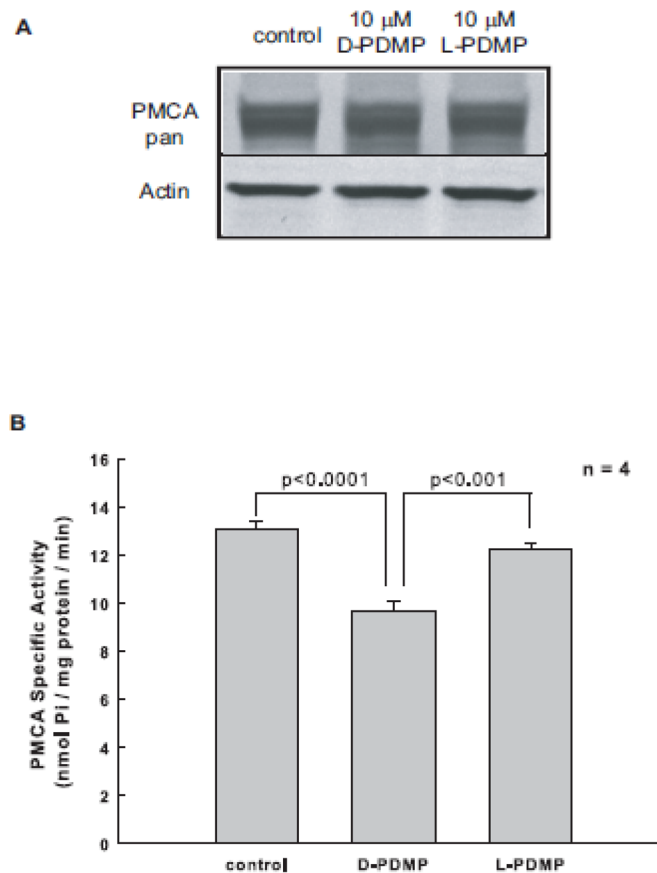 A
control
10 μM
D-PDMP
10 μM
L-PDMP
PMCA
pan
Actin
B
PMCA Specific Activity
(nmol Pi / mg protein / min)
16
14
12
10
8
6
4
2
0
p<0.0001
p<0.001
n = 4
control
D-PDMP
L-PDMP